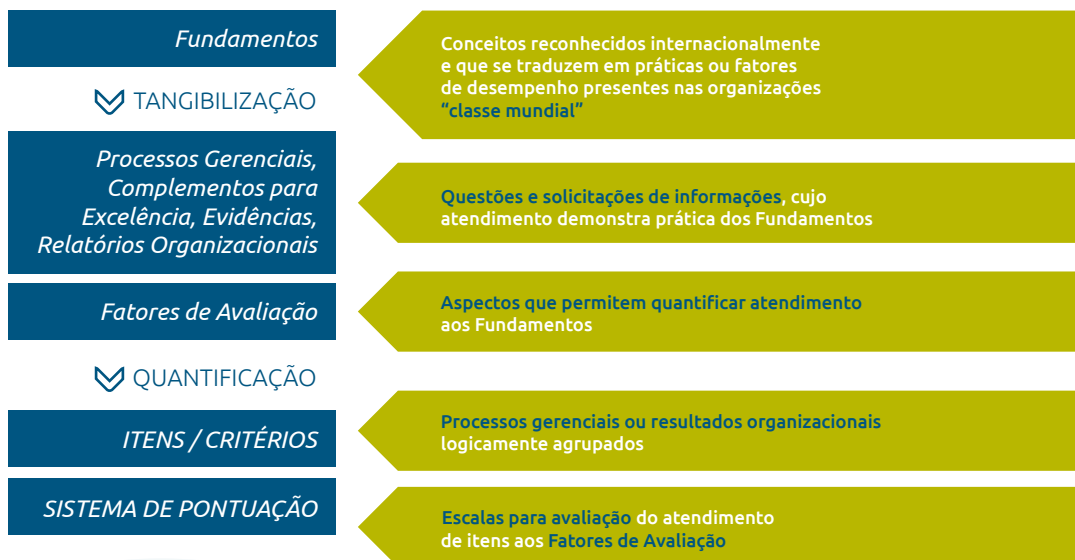 Fundamentos
Conceitos reconhecidos internacionalmente
e que se traduzem em práticas ou fatores
de desempenho presentes nas organizações
“classe mundial”
TANGIBILIZAÇÃO
Processos Gerenciais,
Complementos para
Excelência, Evidências,
Relatórios Organizacionais
Questões e solicitações de informações, cujo
atendimento demonstra prática dos Fundamentos
Fatores de Avaliação
Aspectos que permitem quantificar atendimento
aos Fundamentos
QUANTIFICAÇÃO
ITENS / CRITÉRIOS
Processos gerenciais ou resultados organizacionais
logicamente agrupados
SISTEMA DE PONTUAÇÃO
Escalas para avaliação do atendimento
de itens aos Fatores de Avaliação